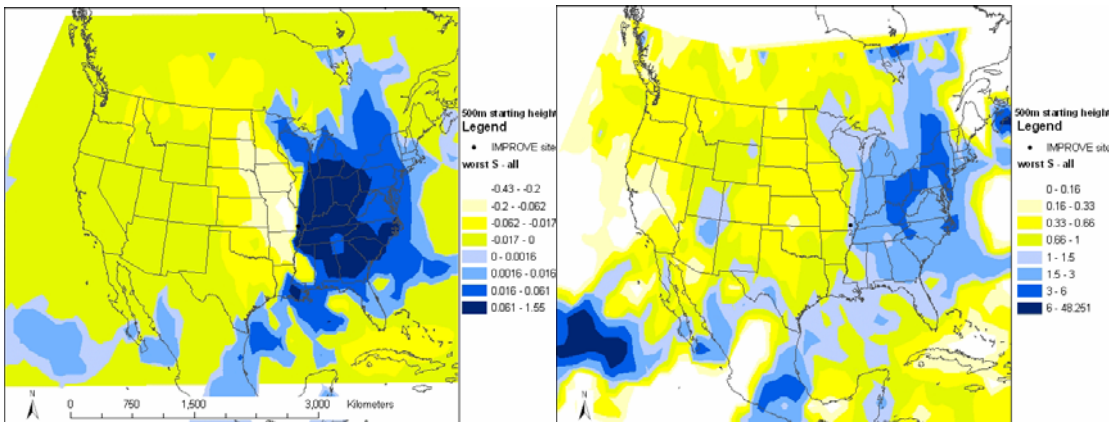 500m starting heigh
Legend
IMPROVE site
worst S - all
-0.43 - -0.2
-0.2 - -0.062
-0.062 - -0.017
-0.017 - 0
0 - 0.0016
0.0016 - 0.016
0.016 - 0.061
0.061 - 1.55
N
0 750 1,500 3,000 Kilometers
500m starting heigh
Legend
IMPROVE site
worst S - all
0 - 0.16
0.16 - 0.33
0.33 - 0.66
0.66 - 1
1 - 1.5
1.5 - 3
3 - 6
6 - 48.251
N